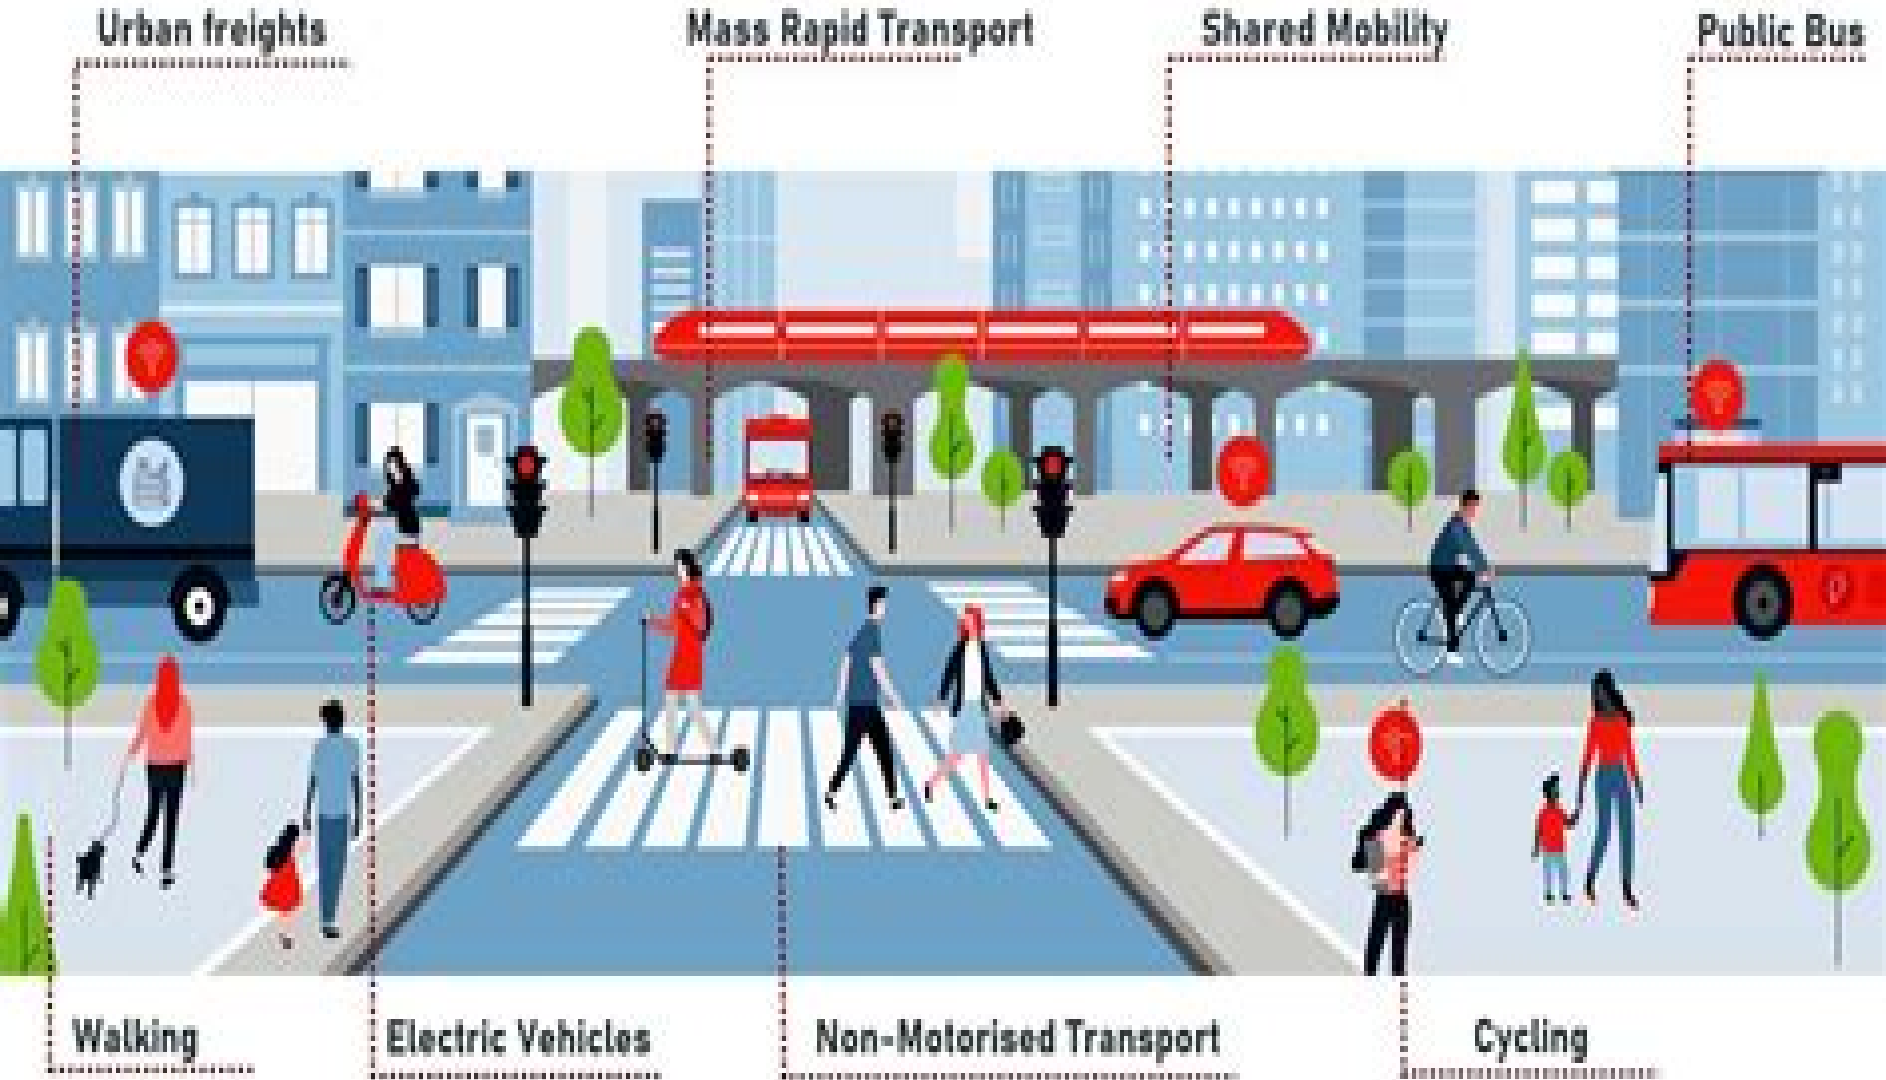 Urban freights
Mass Rapid Transport
Shared Mobility
Public Bus
Walking
Electric Vehicles
Non-Motorised Transport
Cycling